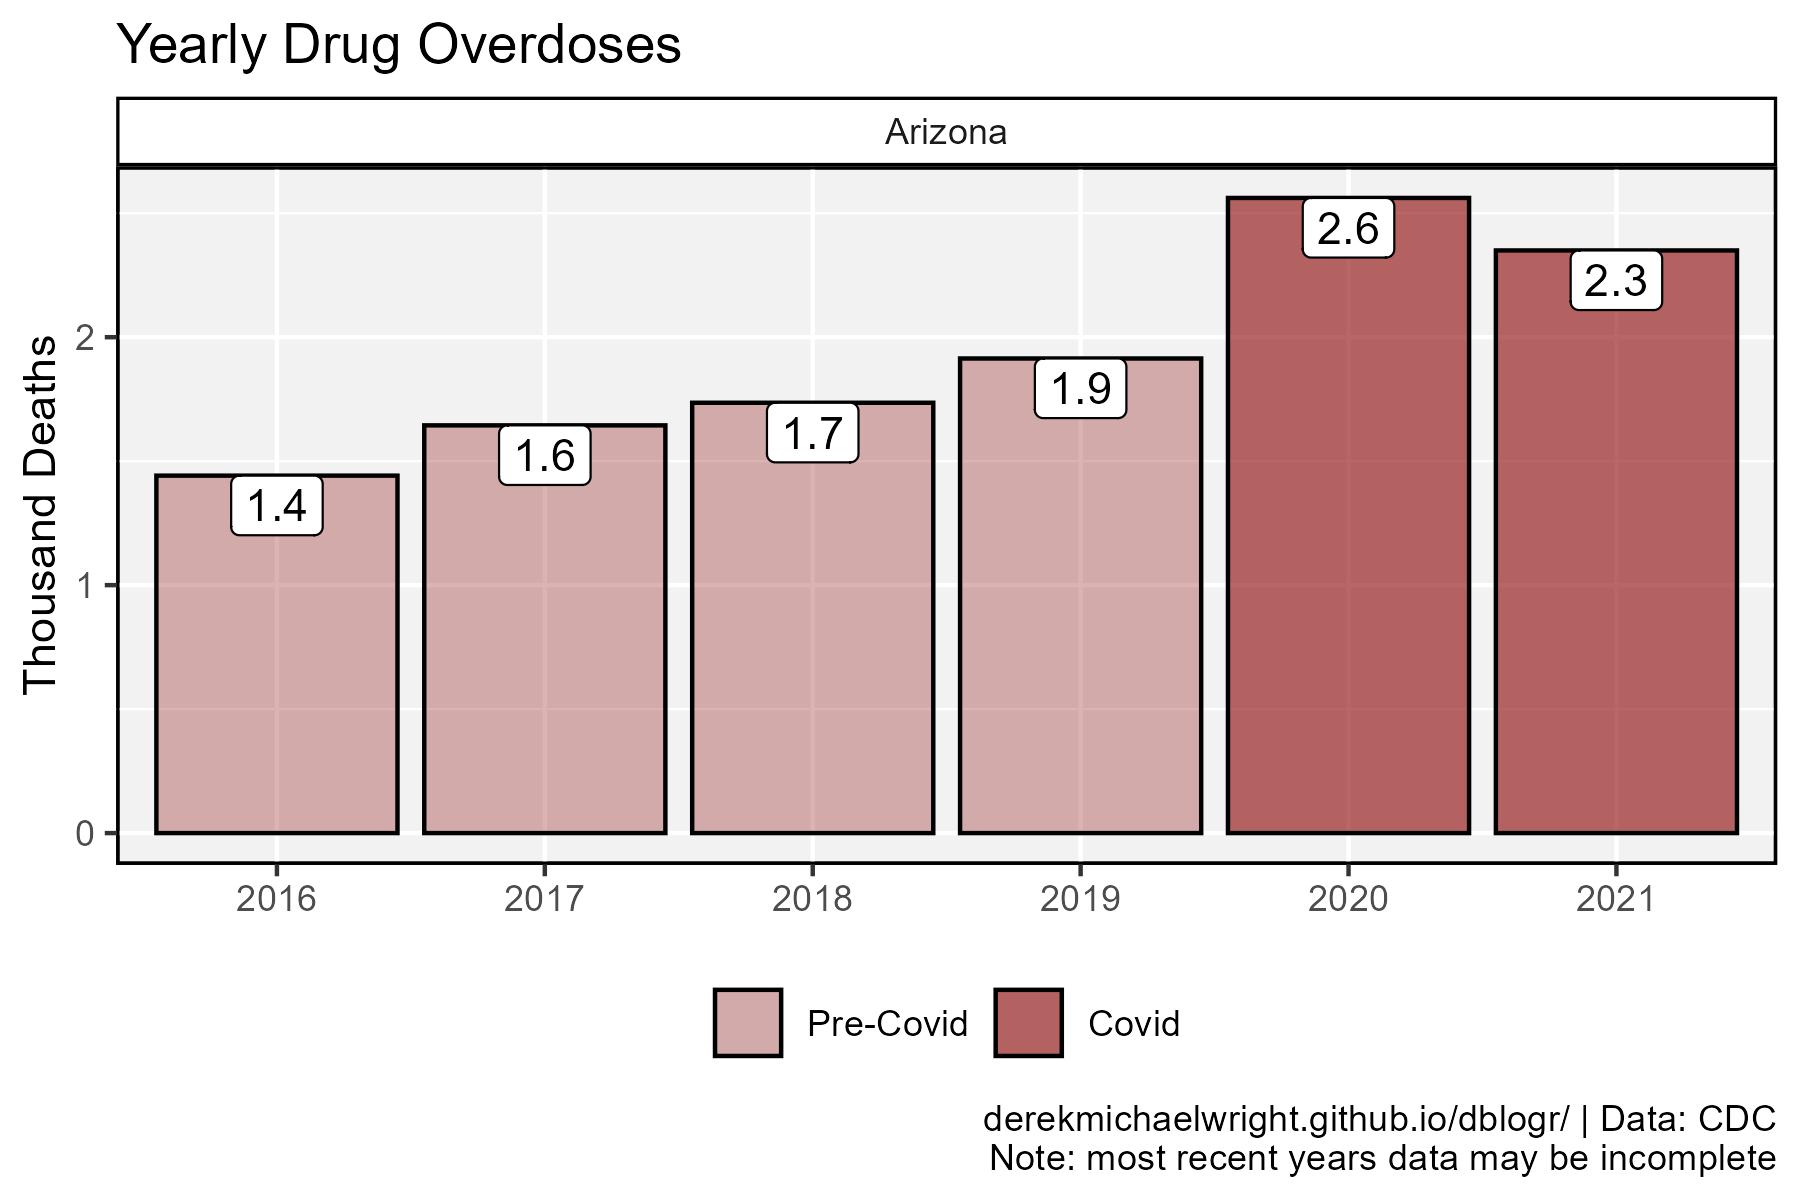 Yearly Drug Overdoses
Arizona
Thousand Deaths
2
1
0
1.4
1.6
1.7
1.9
2.6
2.3
2016
2017
2018
2019
2020
2021
Pre-Covid
Covid
derekmichaelwright.github.io/dblogr/ | Data: CDC
Note: most recent years data may be incomplete